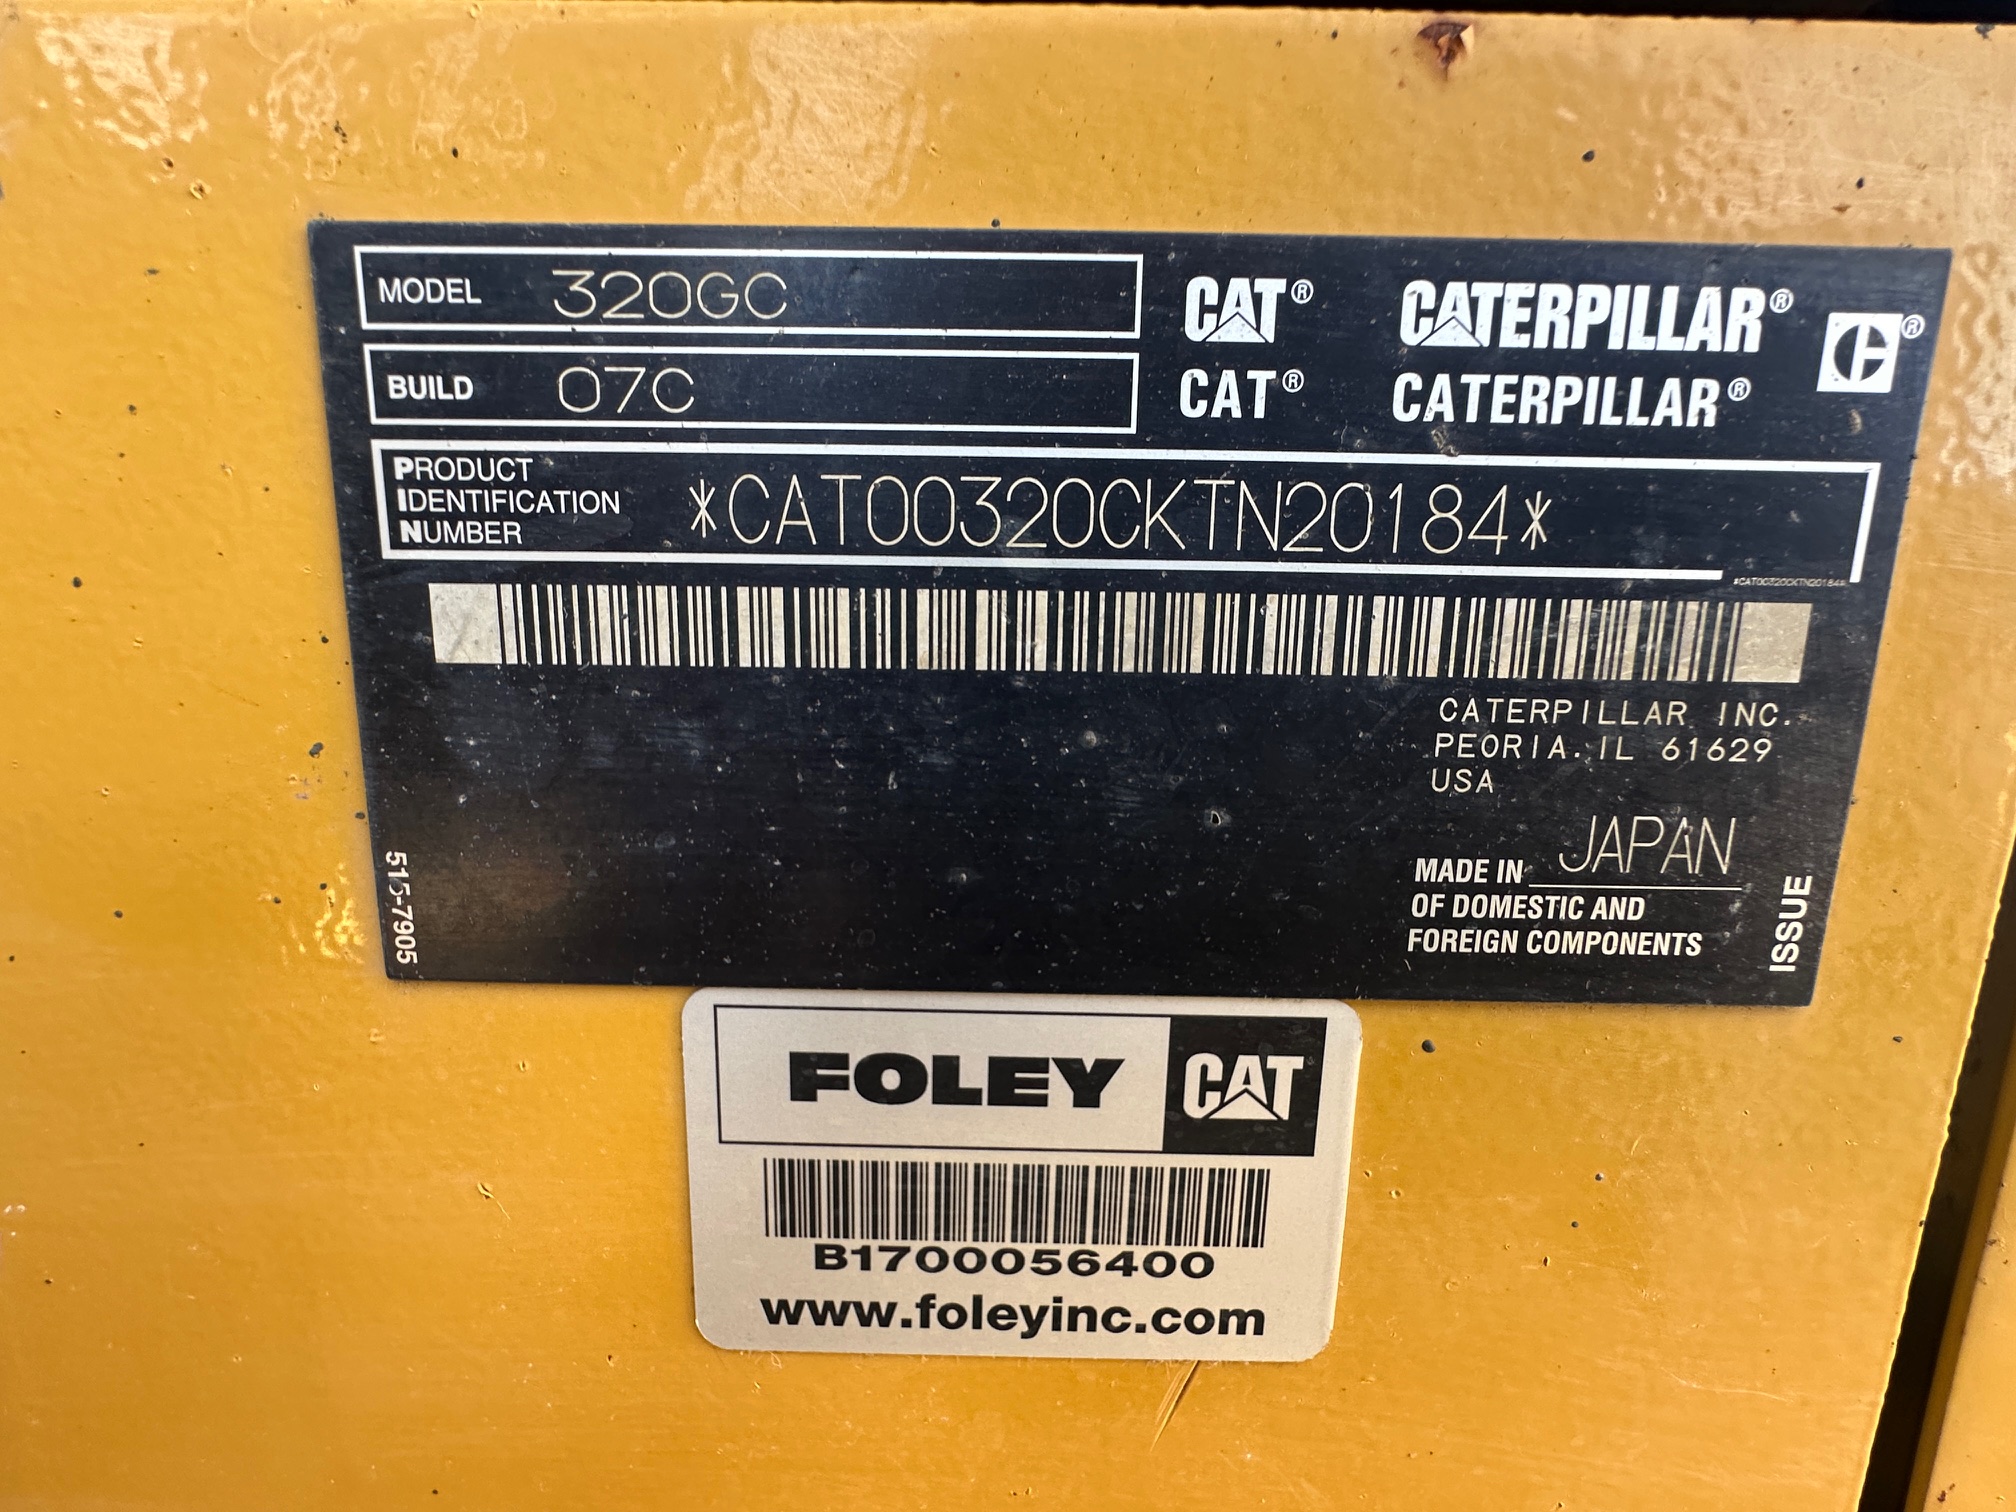 MODEL 320GC
BUILD 07C
CAT® CATERPILLAR® C®
CAT® CATERPILLAR®
PRODUCT
IDENTIFICATION
NUMBER
*CAT00320CKTN20184*
*CAT00320CKTN20184*
CATERPILLAR INC.
PEORIA. IL 61629
USA
MADE IN JAPAN
OF DOMESTIC AND
FOREIGN COMPONENTS
ISSUE
515-7905
FOLEY CAT
B1700056400
www.foleyinc.com